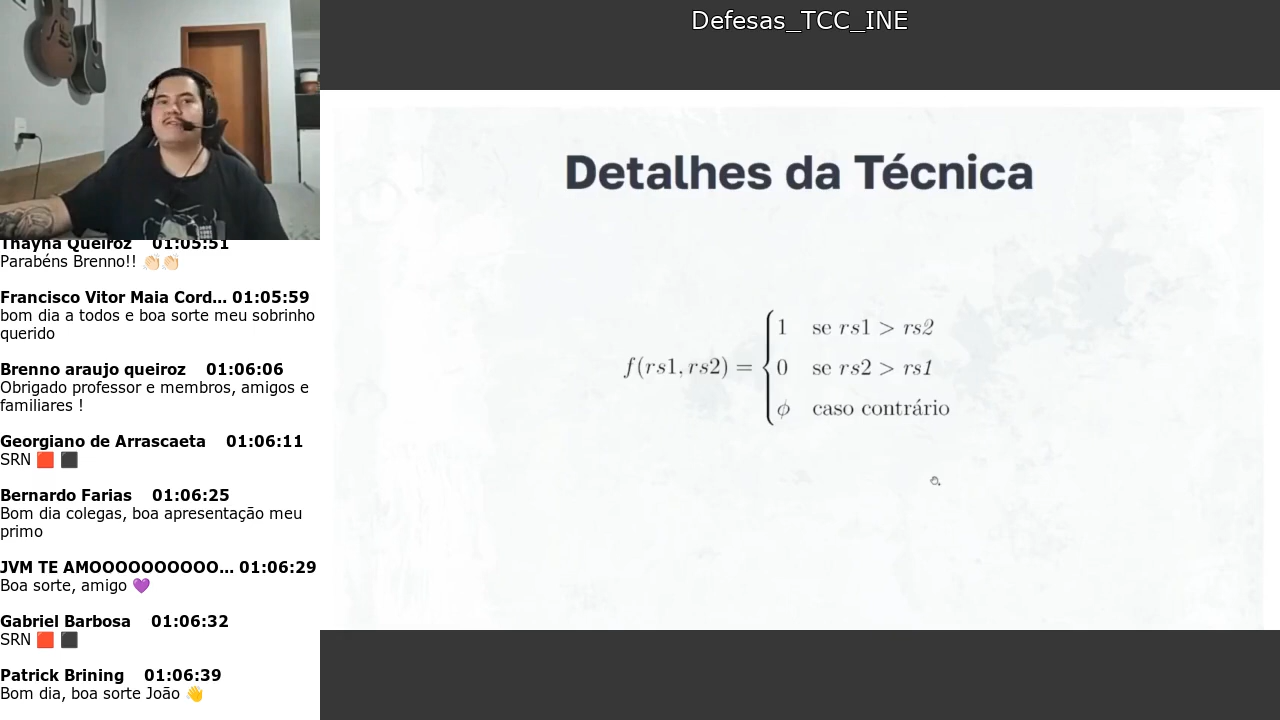 Defesas_TCC_INE
Thayna Queiroz 01:05:51
Parabéns Brenno!! 👏🏻👏🏻
Francisco Vitor Maia Cord... 01:05:59
bom dia a todos e boa sorte meu sobrinho
querido
Brenno araujo queiroz 01:06:06
Obrigado professor e membros, amigos e
familiares !
Georgiano de Arrascaeta 01:06:11
SRN 🟥 ⬛
Bernardo Farias 01:06:25
Bom dia colegas, boa apresentação meu
primo
JVM TE AMOOOOOOOOOO... 01:06:29
Boa sorte, amigo 💜
Gabriel Barbosa 01:06:32
SRN 🟥 ⬛
Patrick Brining 01:06:39
Bom dia, boa sorte João 👋
Detalhes da Técnica
1 se rs1 > rs2
f(rs1, rs2) = { 0 se rs2 > rs1
ϕ caso contrário